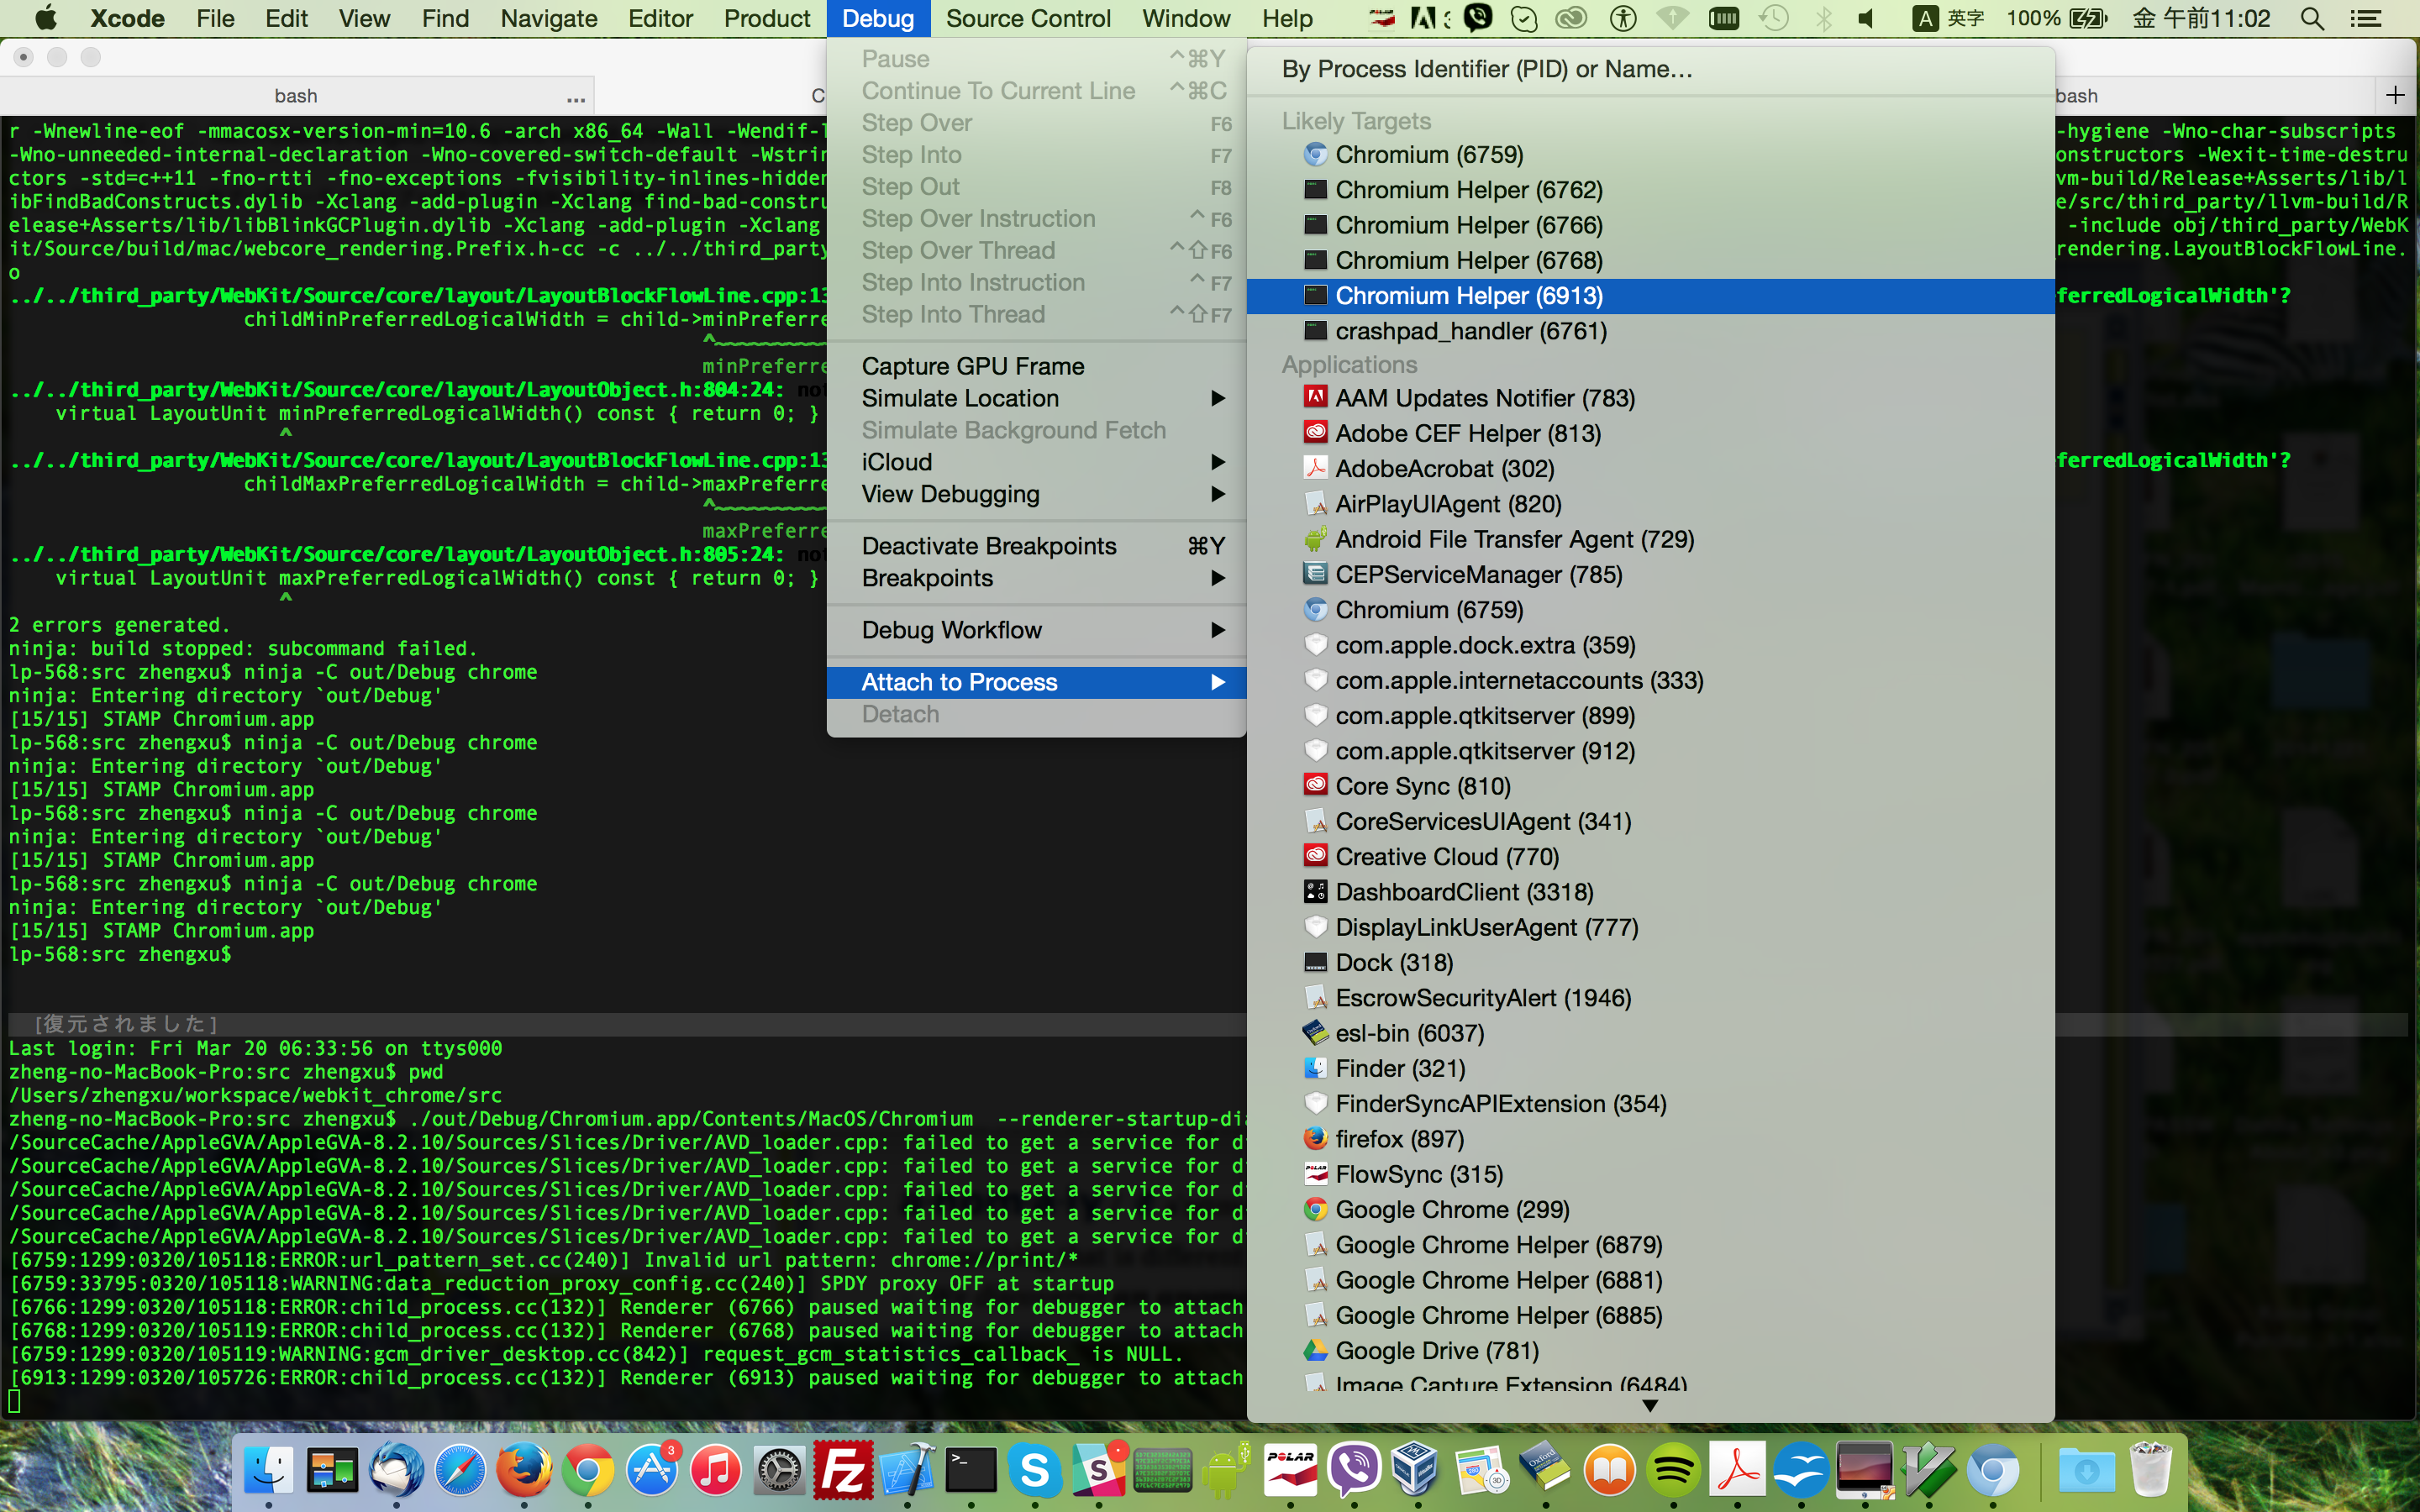 Xcode File Edit View Find Navigate Editor Product Debug Source Control Window Help A 英字 100% 金 午前11:02
bash ...
bash +
r -Wnewline-eof -mmacosx-version-min=10.6 -arch x86_64 -Wall -Wendif-
-hygiene -Wno-char-subscripts
-Wno-unneeded-internal-declaration -Wno-covered-switch-default
onstructors -Wexit-time-destru
ctors -std=c++11 -fno-rtti -fno-exceptions -fvisibility-inlines-hidden
vm-build/Release+Asserts/lib/l
ibFindBadConstructs.dylib -Xclang -add-plugin -Xclang find-bad-constru
e/src/third_party/llvm-build/R
elease+Asserts/lib/libBlinkGCPlugin.dylib -Xclang -add-plugin -Xclang
-include obj/third_party/WebK
it/Source/build/mac/webcore_rendering.Prefix.h-cc -c ../../third_party
rendering.LayoutBlockFlowLine.
o
../../third_party/WebKit/Source/core/layout/LayoutBlockFlowLine.cpp:13
ferredLogicalWidth'?
childMinPreferredLogicalWidth = child->minPreferre
^~~~~~~~~~~
minPreferre
../../third_party/WebKit/Source/core/layout/LayoutObject.h:804:24: no
virtual LayoutUnit minPreferredLogicalWidth() const { return 0; }
^
../../third_party/WebKit/Source/core/layout/LayoutBlockFlowLine.cpp:13
ferredLogicalWidth'?
childMaxPreferredLogicalWidth = child->maxPreferre
^~~~~~~~~~~
maxPreferre
../../third_party/WebKit/Source/core/layout/LayoutObject.h:805:24: no
virtual LayoutUnit maxPreferredLogicalWidth() const { return 0; }
^
2 errors generated.
ninja: build stopped: subcommand failed.
lp-568:src zhengxu$ ninja -C out/Debug chrome
ninja: Entering directory `out/Debug'
[15/15] STAMP Chromium.app
lp-568:src zhengxu$ ninja -C out/Debug chrome
ninja: Entering directory `out/Debug'
[15/15] STAMP Chromium.app
lp-568:src zhengxu$ ninja -C out/Debug chrome
ninja: Entering directory `out/Debug'
[15/15] STAMP Chromium.app
lp-568:src zhengxu$ ninja -C out/Debug chrome
ninja: Entering directory `out/Debug'
[15/15] STAMP Chromium.app
lp-568:src zhengxu$
[復元されました]
Last login: Fri Mar 20 06:33:56 on ttys000
zheng-no-MacBook-Pro:src zhengxu$ pwd
/Users/zhengxu/workspace/webkit_chrome/src
zheng-no-MacBook-Pro:src zhengxu$ ./out/Debug/Chromium.app/Contents/MacOS/Chromium --renderer-startup-di
/SourceCache/AppleGVA/AppleGVA-8.2.10/Sources/Slices/Driver/AVD_loader.cpp: failed to get a service for d
/SourceCache/AppleGVA/AppleGVA-8.2.10/Sources/Slices/Driver/AVD_loader.cpp: failed to get a service for d
/SourceCache/AppleGVA/AppleGVA-8.2.10/Sources/Slices/Driver/AVD_loader.cpp: failed to get a service for d
/SourceCache/AppleGVA/AppleGVA-8.2.10/Sources/Slices/Driver/AVD_loader.cpp: failed to get a service for d
/SourceCache/AppleGVA/AppleGVA-8.2.10/Sources/Slices/Driver/AVD_loader.cpp: failed to get a service for d
[6759:1299:0320/105118:ERROR:url_pattern_set.cc(240)] Invalid url pattern: chrome://print/*
[6759:33795:0320/105118:WARNING:data_reduction_proxy_config.cc(240)] SPDY proxy OFF at startup
[6766:1299:0320/105118:ERROR:child_process.cc(132)] Renderer (6766) paused waiting for debugger to attach
[6768:1299:0320/105119:ERROR:child_process.cc(132)] Renderer (6768) paused waiting for debugger to attach
[6759:1299:0320/105119:WARNING:gcm_driver_desktop.cc(842)] request_gcm_statistics_callback_ is NULL.
[6913:1299:0320/105726:ERROR:child_process.cc(132)] Renderer (6913) paused waiting for debugger to attach
Pause ^⌘Y
Continue To Current Line ^⌘C
Step Over F6
Step Into F7
Step Out F8
Step Over Instruction ^ F6
Step Over Thread ^⇧F6
Step Into Instruction ^ F7
Step Into Thread ^⇧F7
Capture GPU Frame
Simulate Location ▶
Simulate Background Fetch
iCloud ▶
View Debugging ▶
Deactivate Breakpoints ⌘Y
Breakpoints ▶
Debug Workflow ▶
Attach to Process ▶
Detach
By Process Identifier (PID) or Name...
Likely Targets
Chromium (6759)
Chromium Helper (6762)
Chromium Helper (6766)
Chromium Helper (6768)
Chromium Helper (6913)
crashpad_handler (6761)
Applications
AAM Updates Notifier (783)
Adobe CEF Helper (813)
AdobeAcrobat (302)
AirPlayUIAgent (820)
Android File Transfer Agent (729)
CEPServiceManager (785)
Chromium (6759)
com.apple.dock.extra (359)
com.apple.internetaccounts (333)
com.apple.qtkitserver (899)
com.apple.qtkitserver (912)
Core Sync (810)
CoreServicesUIAgent (341)
Creative Cloud (770)
DashboardClient (3318)
DisplayLinkUserAgent (777)
Dock (318)
EscrowSecurityAlert (1946)
esl-bin (6037)
Finder (321)
FinderSyncAPIExtension (354)
firefox (897)
FlowSync (315)
Google Chrome (299)
Google Chrome Helper (6879)
Google Chrome Helper (6881)
Google Chrome Helper (6885)
Google Drive (781)
Image Capture Extension (6484)
3
Fz
S
S
POLAR
Oxford
3D